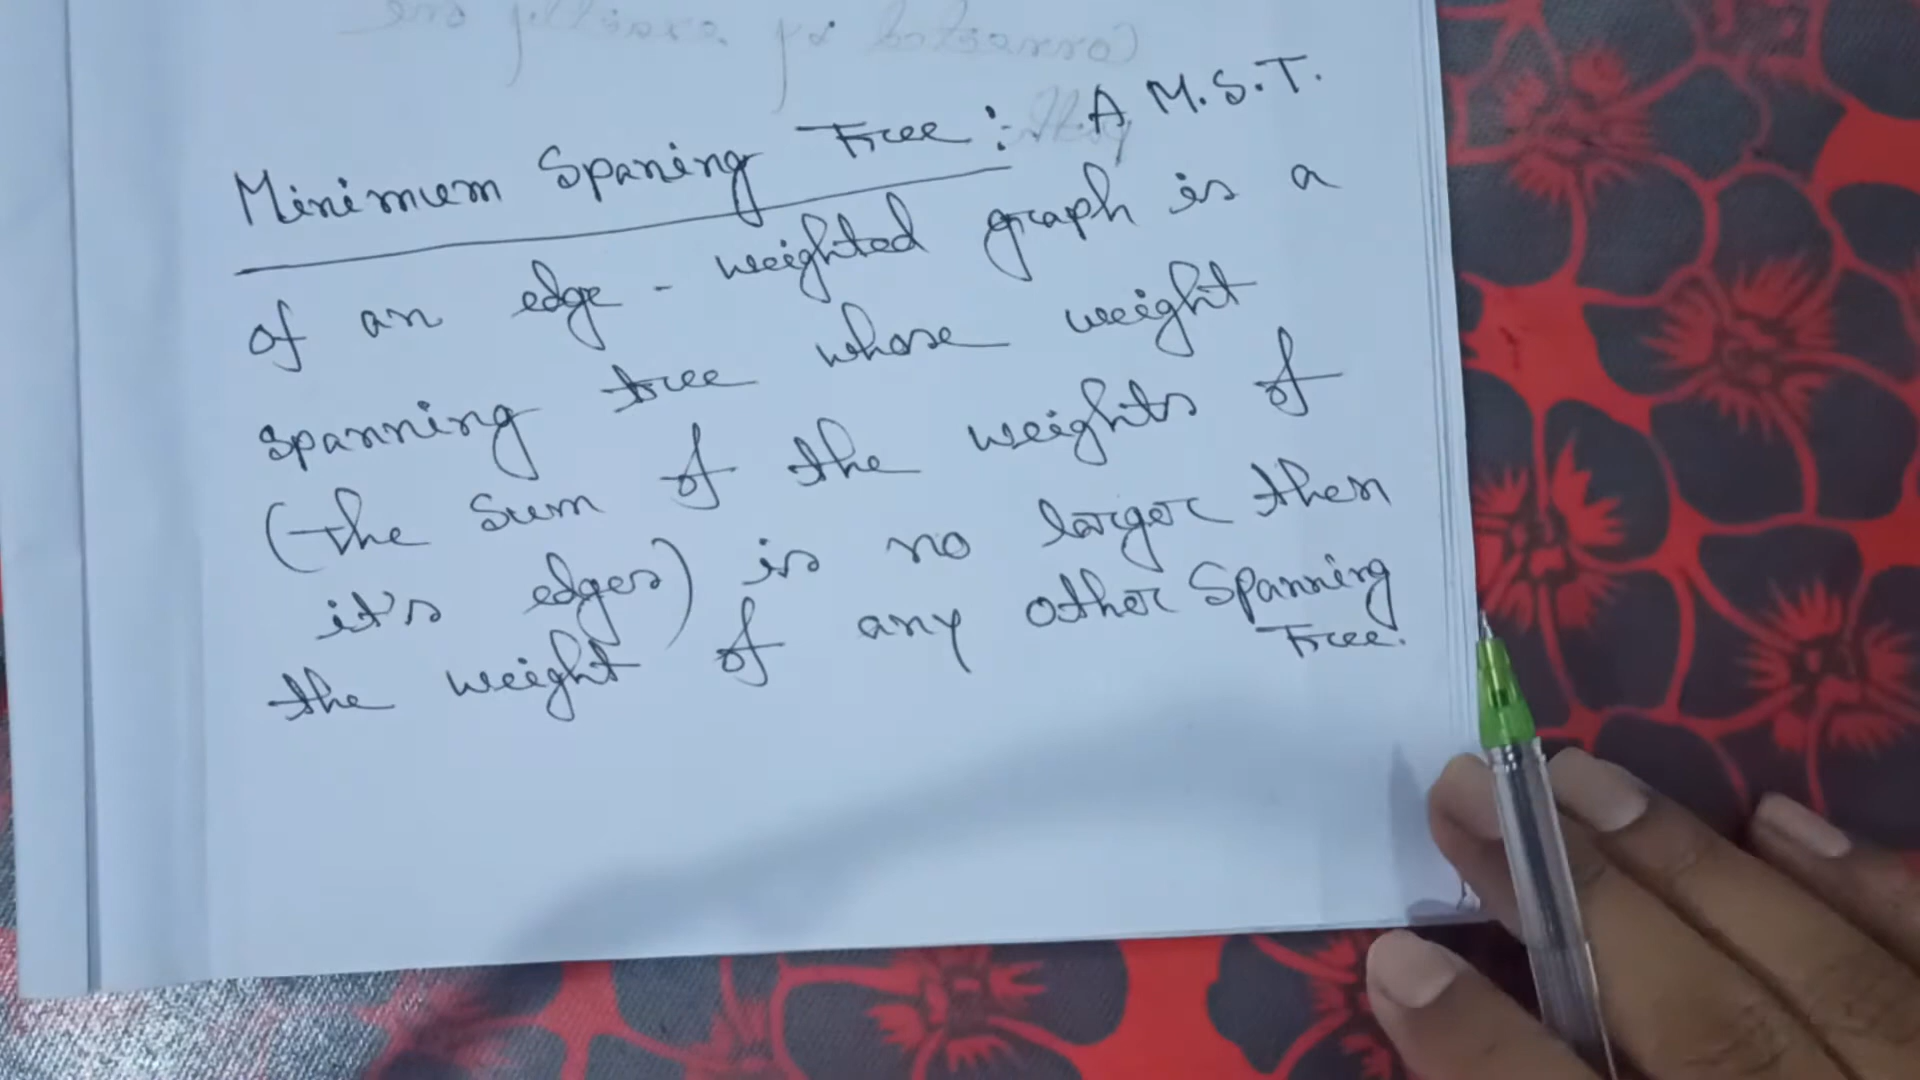 Minimum Spaning Tree: A M.S.T.
of an edge - weighted graph is a
spanning tree whose weight
(the sum of the weights of
it's edges) is no larger then
the weight of any other Spanning
Tree.